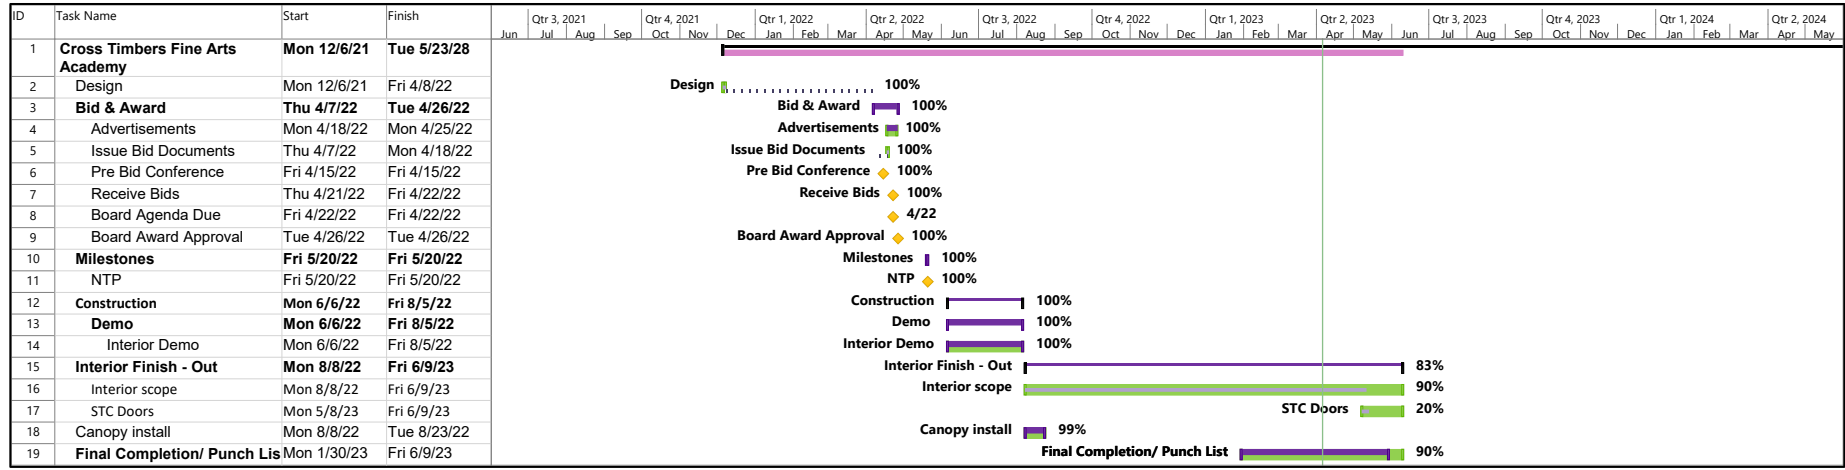 ID Task Name Start Finish Qtr 3, 2021 Qtr 4, 2021 Qtr 1, 2022 Qtr 2, 2022 Qtr 3, 2022 Qtr 4, 2022 Qtr 1, 2023 Qtr 2, 2023 Qtr 3, 2023 Qtr 4, 2023 Qtr 1, 2024 Qtr 2, 2024
Jun Jul Aug Sep Oct Nov Dec Jan Feb Mar Apr May Jun Jul Aug Sep Oct Nov Dec Jan Feb Mar Apr May Jun Jul Aug Sep Oct Nov Dec Jan Feb Mar Apr May
1 Cross Timbers Fine Arts Mon 12/6/21 Tue 5/23/28
Academy
2 Design Mon 12/6/21 Fri 4/8/22 Design 100%
3 Bid & Award Thu 4/7/22 Tue 4/26/22 Bid & Award 100%
4 Advertisements Mon 4/18/22 Mon 4/25/22 Advertisements 100%
5 Issue Bid Documents Thu 4/7/22 Mon 4/18/22 Issue Bid Documents 100%
6 Pre Bid Conference Fri 4/15/22 Fri 4/15/22 Pre Bid Conference 100%
7 Receive Bids Thu 4/21/22 Fri 4/22/22 Receive Bids 100%
8 Board Agenda Due Fri 4/22/22 Fri 4/22/22 4/22
9 Board Award Approval Tue 4/26/22 Tue 4/26/22 Board Award Approval 100%
10 Milestones Fri 5/20/22 Fri 5/20/22 Milestones 100%
11 NTP Fri 5/20/22 Fri 5/20/22 NTP 100%
12 Construction Mon 6/6/22 Fri 8/5/22 Construction 100%
13 Demo Mon 6/6/22 Fri 8/5/22 Demo 100%
14 Interior Demo Mon 6/6/22 Fri 8/5/22 Interior Demo 100%
15 Interior Finish - Out Mon 8/8/22 Fri 6/9/23 Interior Finish - Out 83%
16 Interior scope Mon 8/8/22 Fri 6/9/23 Interior scope 90%
17 STC Doors Mon 5/8/23 Fri 6/9/23 STC Doors 20%
18 Canopy install Mon 8/8/22 Tue 8/23/22 Canopy install 99%
19 Final Completion/ Punch Lis Mon 1/30/23 Fri 6/9/23 Final Completion/ Punch List 90%